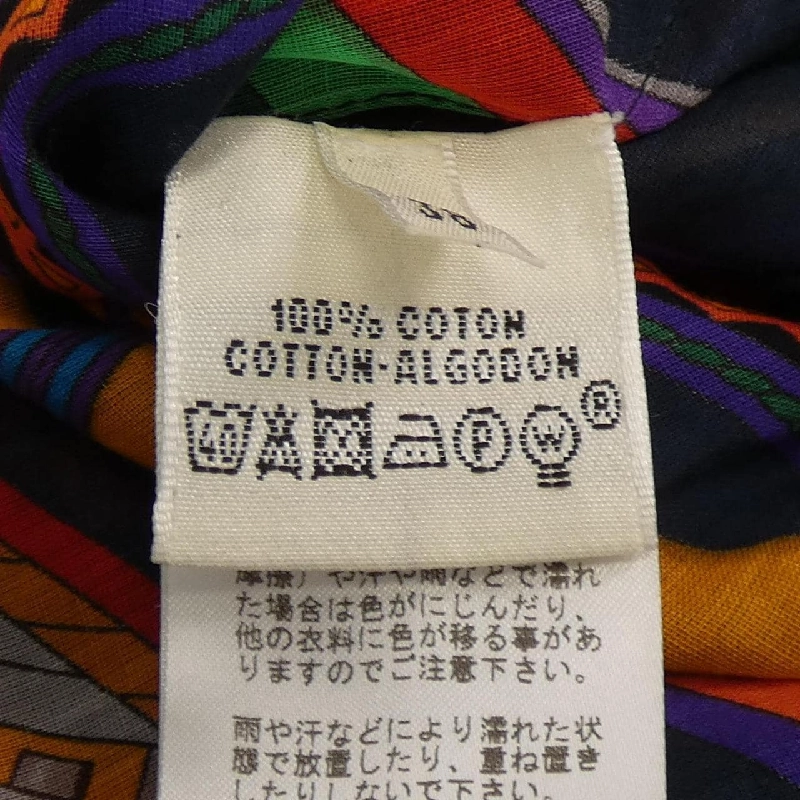 36
100% COTON
COTTON·ALGODON
40 P W ®
摩擦）や汗や雨などで濡れ
た場合は色がにじんだり、
他の衣料に色が移る事があ
りますのでご注意下さい。
雨や汗などにより濡れた状
態で放置したり、重ね置き
したりしないで下さい。